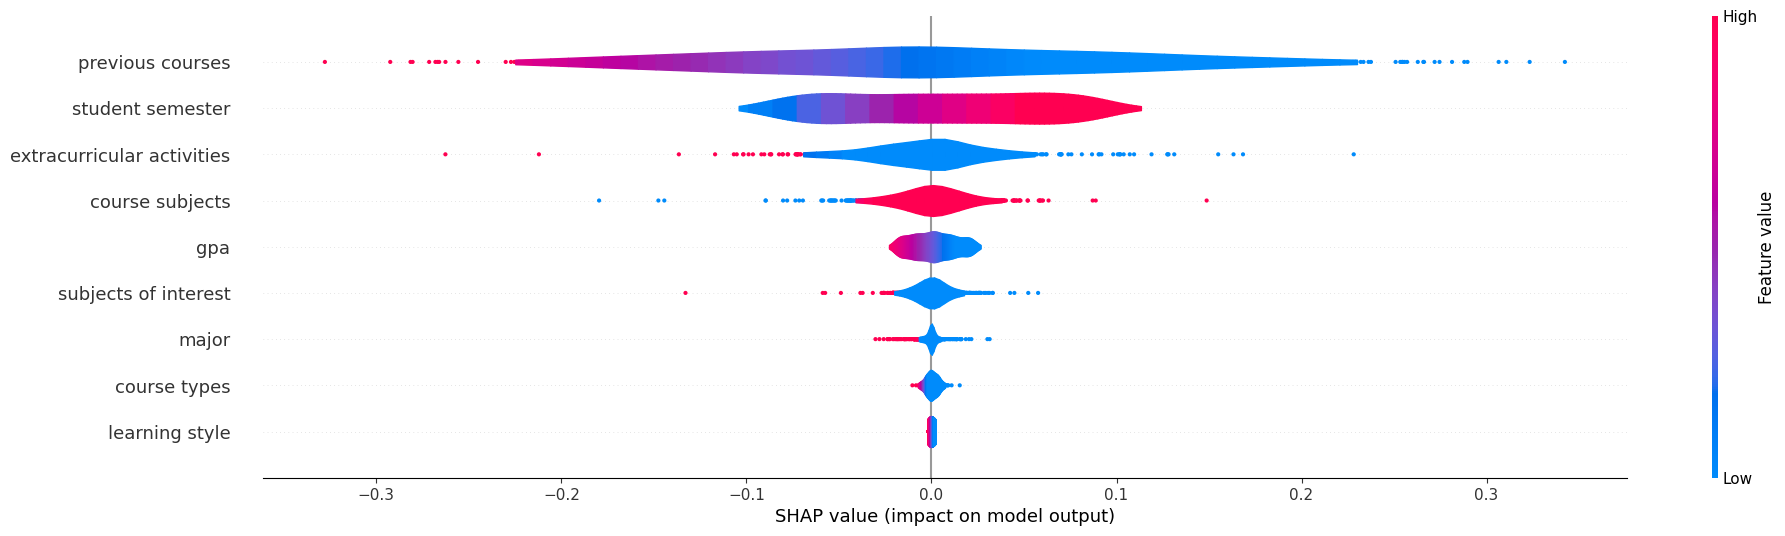 previous courses
student semester
extracurricular activities
course subjects
gpa
subjects of interest
major
course types
learning style
−0.3 −0.2 −0.1 0.0 0.1 0.2 0.3
SHAP value (impact on model output)
High
Feature value
Low